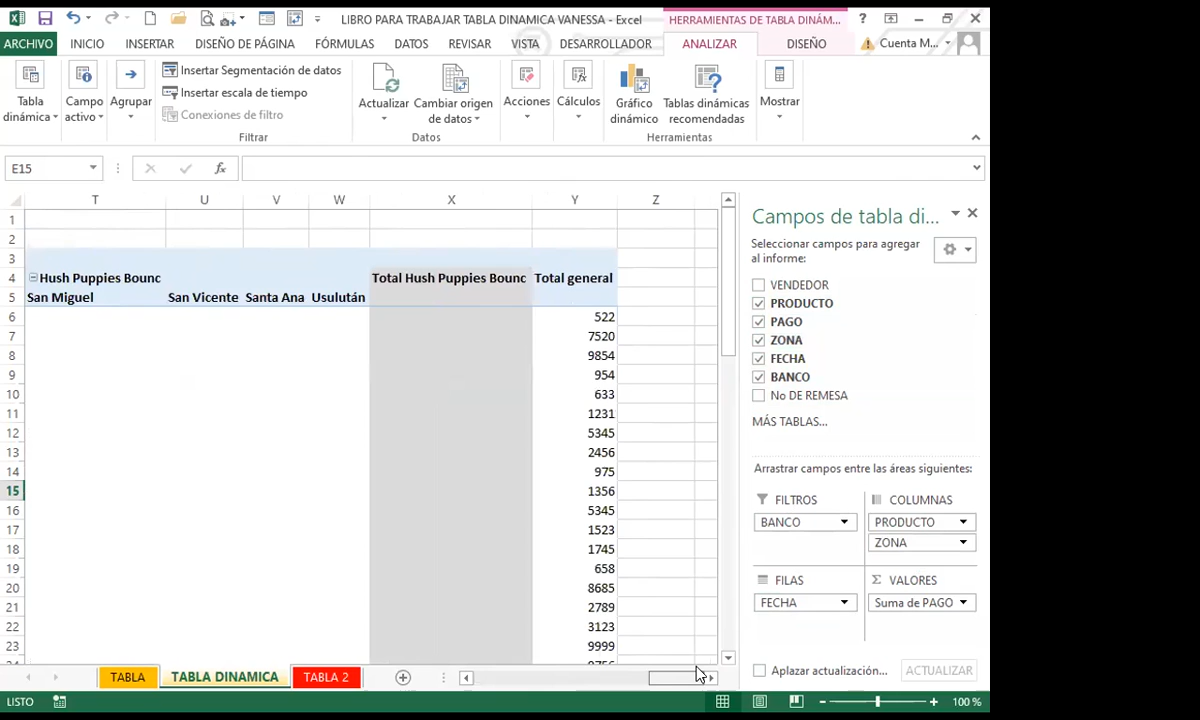 LIBRO PARA TRABAJAR TABLA DINAMICA VANESSA - Excel
HERRAMIENTAS DE TABLA DINÁM...
ARCHIVO INICIO INSERTAR DISEÑO DE PÁGINA FÓRMULAS DATOS REVISAR VISTA DESARROLLADOR ANALIZAR DISEÑO Cuenta M...
Tabla dinámica
Campo activo
Agrupar
Insertar Segmentación de datos
Insertar escala de tiempo
Conexiones de filtro
Filtrar
Actualizar
Cambiar origen de datos
Datos
Acciones
Cálculos
Gráfico dinámico
Tablas dinámicas recomendadas
Herramientas
Mostrar
E15
fx
T U V W X Y Z
1
2
3
4 Hush Puppies Bounc Total Hush Puppies Bounc Total general
5 San Miguel San Vicente Santa Ana Usulután
6 522
7 7520
8 9854
9 954
10 633
11 1231
12 5345
13 2456
14 975
15 1356
16 5345
17 1523
18 1745
19 658
20 8685
21 2789
22 3123
23 9999
Campos de tabla di...
Seleccionar campos para agregar
al informe:
VENDEDOR
PRODUCTO
PAGO
ZONA
FECHA
BANCO
No DE REMESA
MÁS TABLAS...
Arrastrar campos entre las áreas siguientes:
FILTROS
BANCO
COLUMNAS
PRODUCTO
ZONA
FILAS
FECHA
Σ VALORES
Suma de PAGO
Aplazar actualización...
ACTUALIZAR
TABLA TABLA DINAMICA TABLA 2
LISTO
100 %